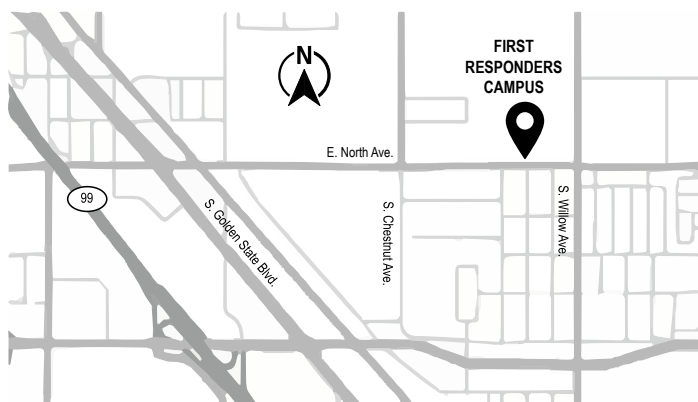 N
FIRST
RESPONDERS
CAMPUS
E. North Ave.
99
S. Golden State Blvd.
S. Chestnut Ave.
S. Willow Ave.